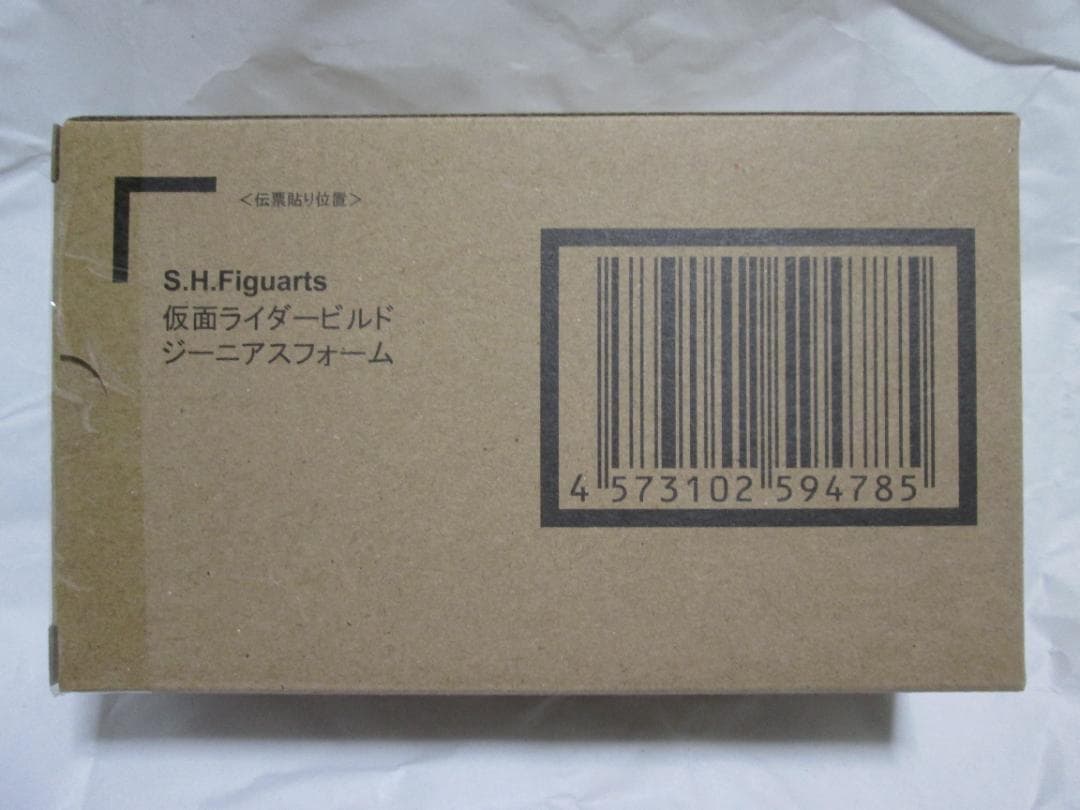 <伝票貼り位置>
S.H.Figuarts
仮面ライダービルド
ジーニアスフォーム
4 573102 594785